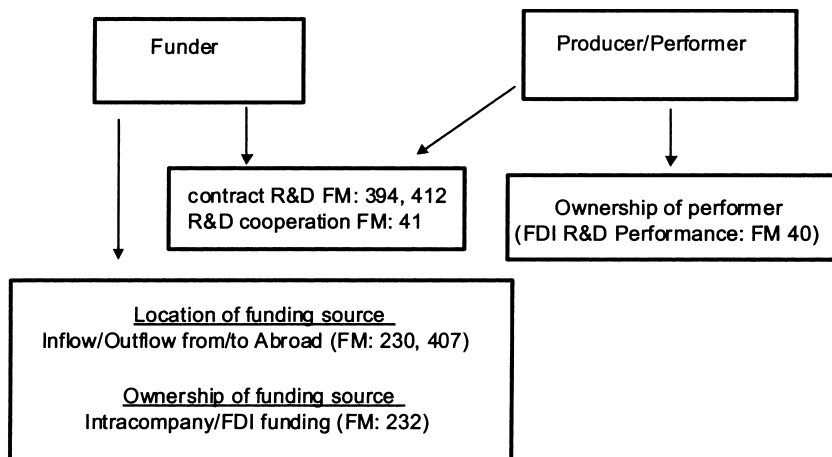 Funder
Producer/Performer
contract R&D FM: 394, 412
R&D cooperation FM: 41
Ownership of performer
(FDI R&D Performance: FM 40)
Location of funding source
Inflow/Outflow from/to Abroad (FM: 230, 407)
Ownership of funding source
Intracompany/FDI funding (FM: 232)